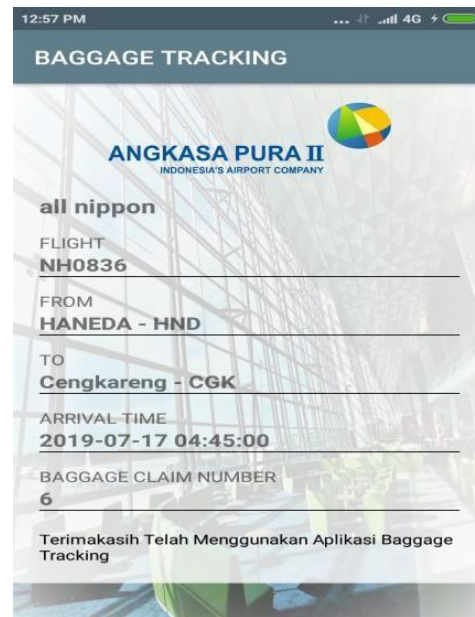 12:57 PM ... 4G
BAGGAGE TRACKING
ANGKASA PURA II
INDONESIA'S AIRPORT COMPANY
all nippon
FLIGHT
NH0836
FROM
HANEDA - HND
TO
Cengkareng - CGK
ARRIVAL TIME
2019-07-17 04:45:00
BAGGAGE CLAIM NUMBER
6
Terimakasih Telah Menggunakan Aplikasi Baggage
Tracking